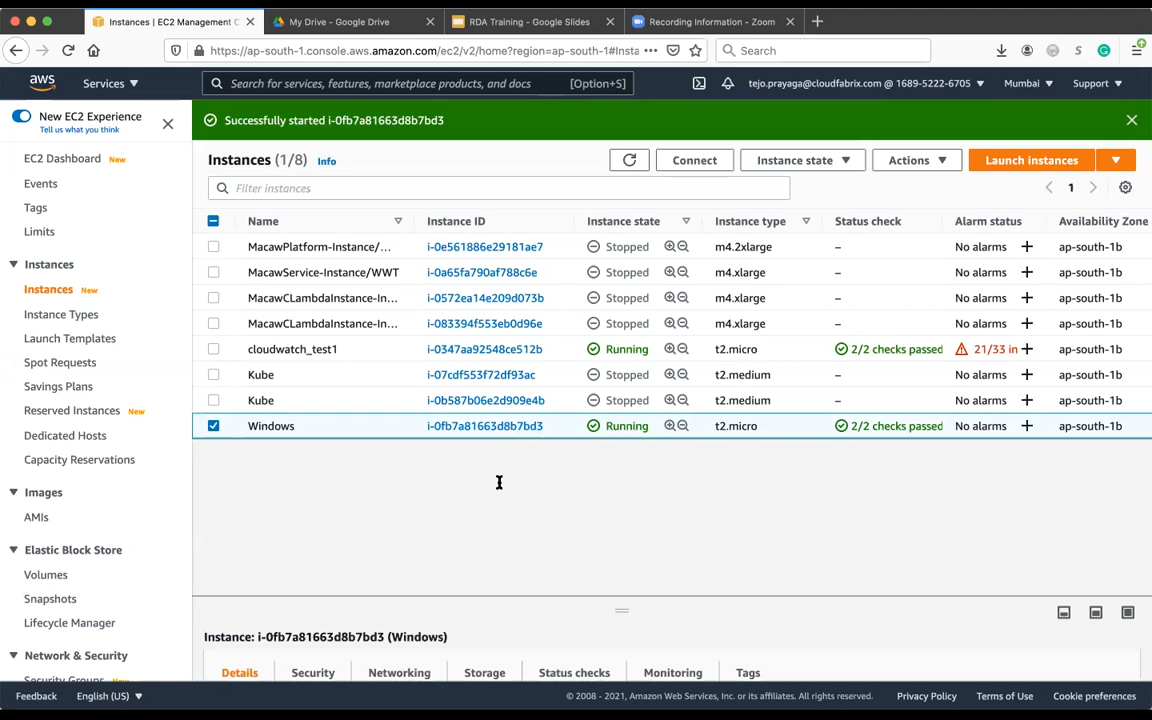 Instances | EC2 Management C
My Drive - Google Drive
RDA Training - Google Slides
Recording Information - Zoom
https://ap-south-1.console.aws.amazon.com/ec2/v2/home?region=ap-south-1#Insta
Search
aws
Services
Search for services, features, marketplace products, and docs
[Option+S]
tejo.prayaga@cloudfabrix.com @ 1689-5222-6705
Mumbai
Support
New EC2 Experience
Tell us what you think
Successfully started i-0fb7a81663d8b7bd3
EC2 Dashboard New
Events
Tags
Limits
Instances
Instances New
Instance Types
Launch Templates
Spot Requests
Savings Plans
Reserved Instances New
Dedicated Hosts
Capacity Reservations
Images
AMIs
Elastic Block Store
Volumes
Snapshots
Lifecycle Manager
Network & Security
Security Groups
Instances (1/8) Info
Connect
Instance state
Actions
Launch instances
Filter instances
1
Name Instance ID Instance state Instance type Status check Alarm status Availability Zone
MacawPlatform-Instance/... i-0e561886e29181ae7 Stopped m4.2xlarge – No alarms + ap-south-1b
MacawService-Instance/WWT i-0a65fa790af788c6e Stopped m4.xlarge – No alarms + ap-south-1b
MacawCLambdaInstance-In... i-0572ea14e209d073b Stopped m4.xlarge – No alarms + ap-south-1b
MacawCLambdaInstance-In... i-083394f553eb0d96e Stopped m4.xlarge – No alarms + ap-south-1b
cloudwatch_test1 i-0347aa92548ce512b Running t2.micro 2/2 checks passed 21/33 in + ap-south-1b
Kube i-07cdf553f72df93ac Stopped t2.medium – No alarms + ap-south-1b
Kube i-0b587b06e2d909e4b Stopped t2.medium – No alarms + ap-south-1b
Windows i-0fb7a81663d8b7bd3 Running t2.micro 2/2 checks passed No alarms + ap-south-1b
Instance: i-0fb7a81663d8b7bd3 (Windows)
Details Security Networking Storage Status checks Monitoring Tags
Feedback
English (US)
© 2008 - 2021, Amazon Web Services, Inc. or its affiliates. All rights reserved.
Privacy Policy
Terms of Use
Cookie preferences